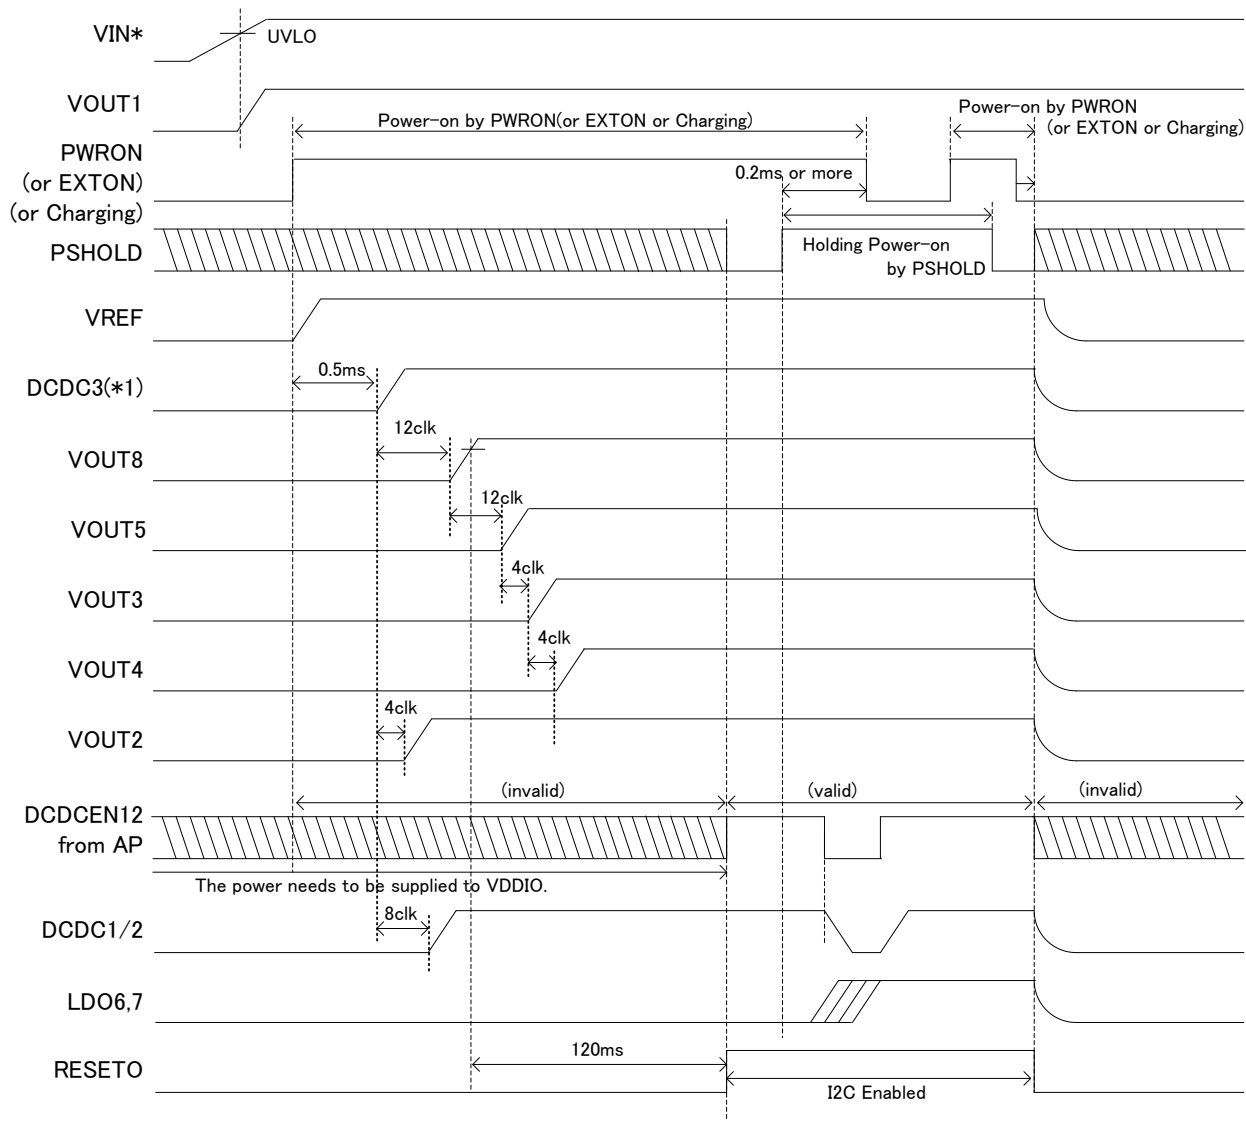 VIN*
UVLO
VOUT1
Power-on by PWRON(or EXTON or Charging)
Power-on by PWRON
(or EXTON or Charging)
PWRON
(or EXTON)
(or Charging)
0.2ms or more
PSHOLD
Holding Power-on
by PSHOLD
VREF
DCDC3(*1)
0.5ms
VOUT8
12clk
VOUT5
12clk
VOUT3
4clk
VOUT4
4clk
VOUT2
4clk
(invalid)
(valid)
(invalid)
DCDCEN12
from AP
The power needs to be supplied to VDDIO.
DCDC1/2
8clk
LDO6,7
RESETO
120ms
I2C Enabled